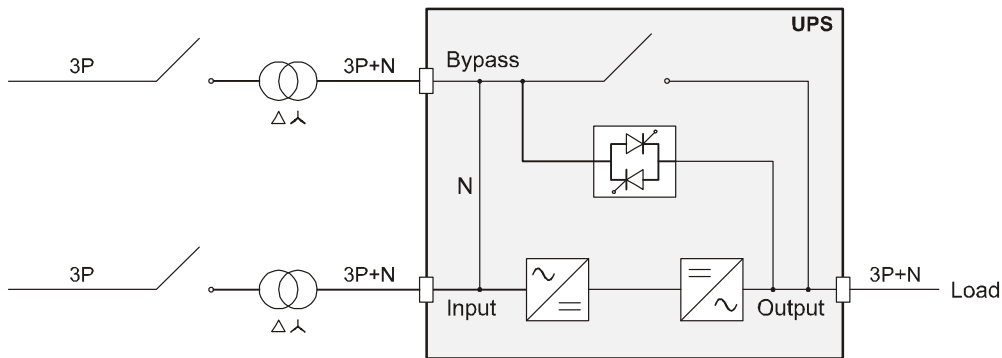 UPS
3P
3P+N
Bypass
N
3P
3P+N
Input
Output
3P+N
Load